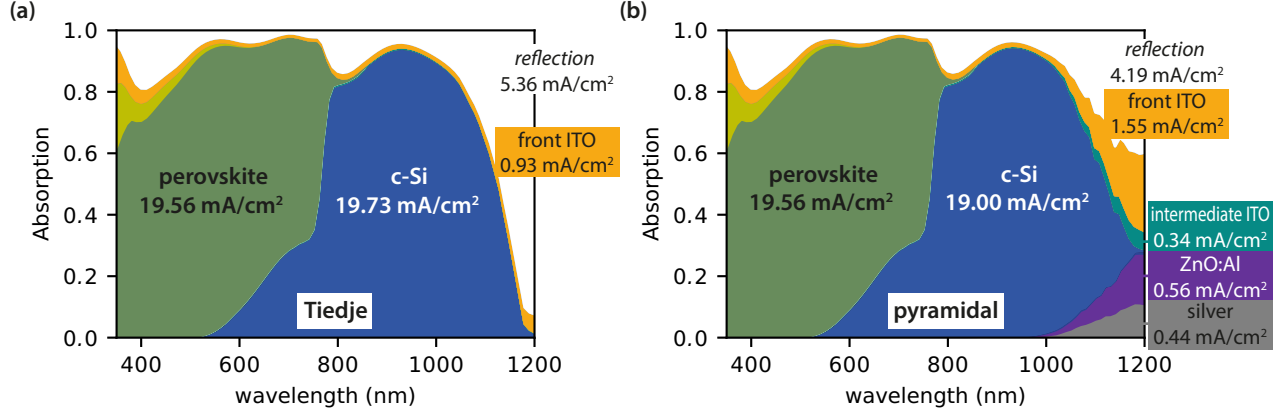 (a)
1.0
0.8
0.6
0.4
0.2
0.0
Absorption
400
600
800
1000
1200
wavelength (nm)
reflection
5.36 mA/cm²
front ITO
0.93 mA/cm²
perovskite
19.56 mA/cm²
c-Si
19.73 mA/cm²
Tiedje
(b)
1.0
0.8
0.6
0.4
0.2
0.0
Absorption
400
600
800
1000
1200
wavelength (nm)
reflection
4.19 mA/cm²
front ITO
1.55 mA/cm²
perovskite
19.56 mA/cm²
c-Si
19.00 mA/cm²
intermediate ITO
0.34 mA/cm²
ZnO:Al
0.56 mA/cm²
silver
0.44 mA/cm²
pyramidal